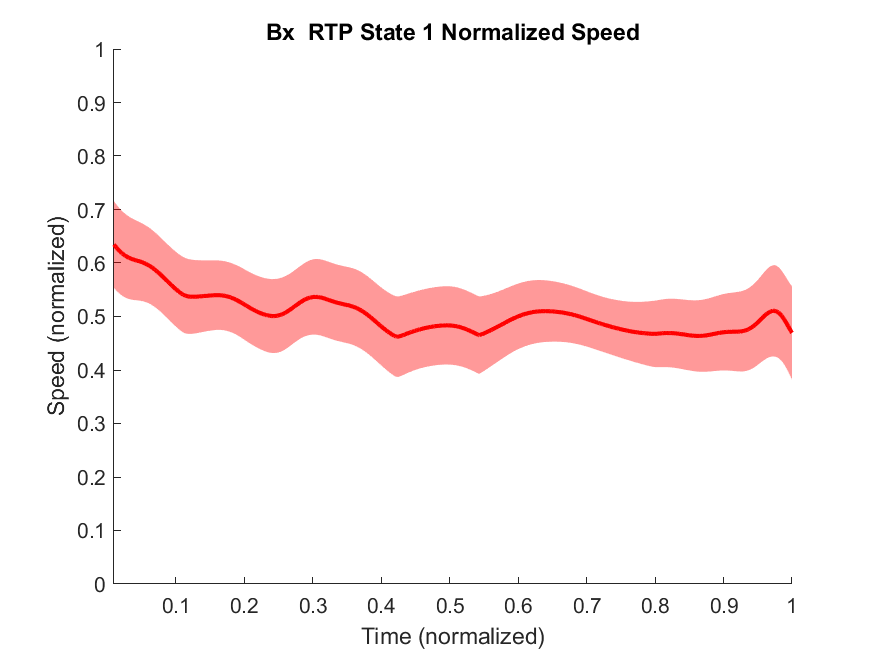 Bx  RTP State 1 Normalized Speed
1
0.9
0.8
0.7
0.6
0.5
0.4
0.3
0.2
0.1
0
Speed (normalized)
0.1 0.2 0.3 0.4 0.5 0.6 0.7 0.8 0.9 1
Time (normalized)